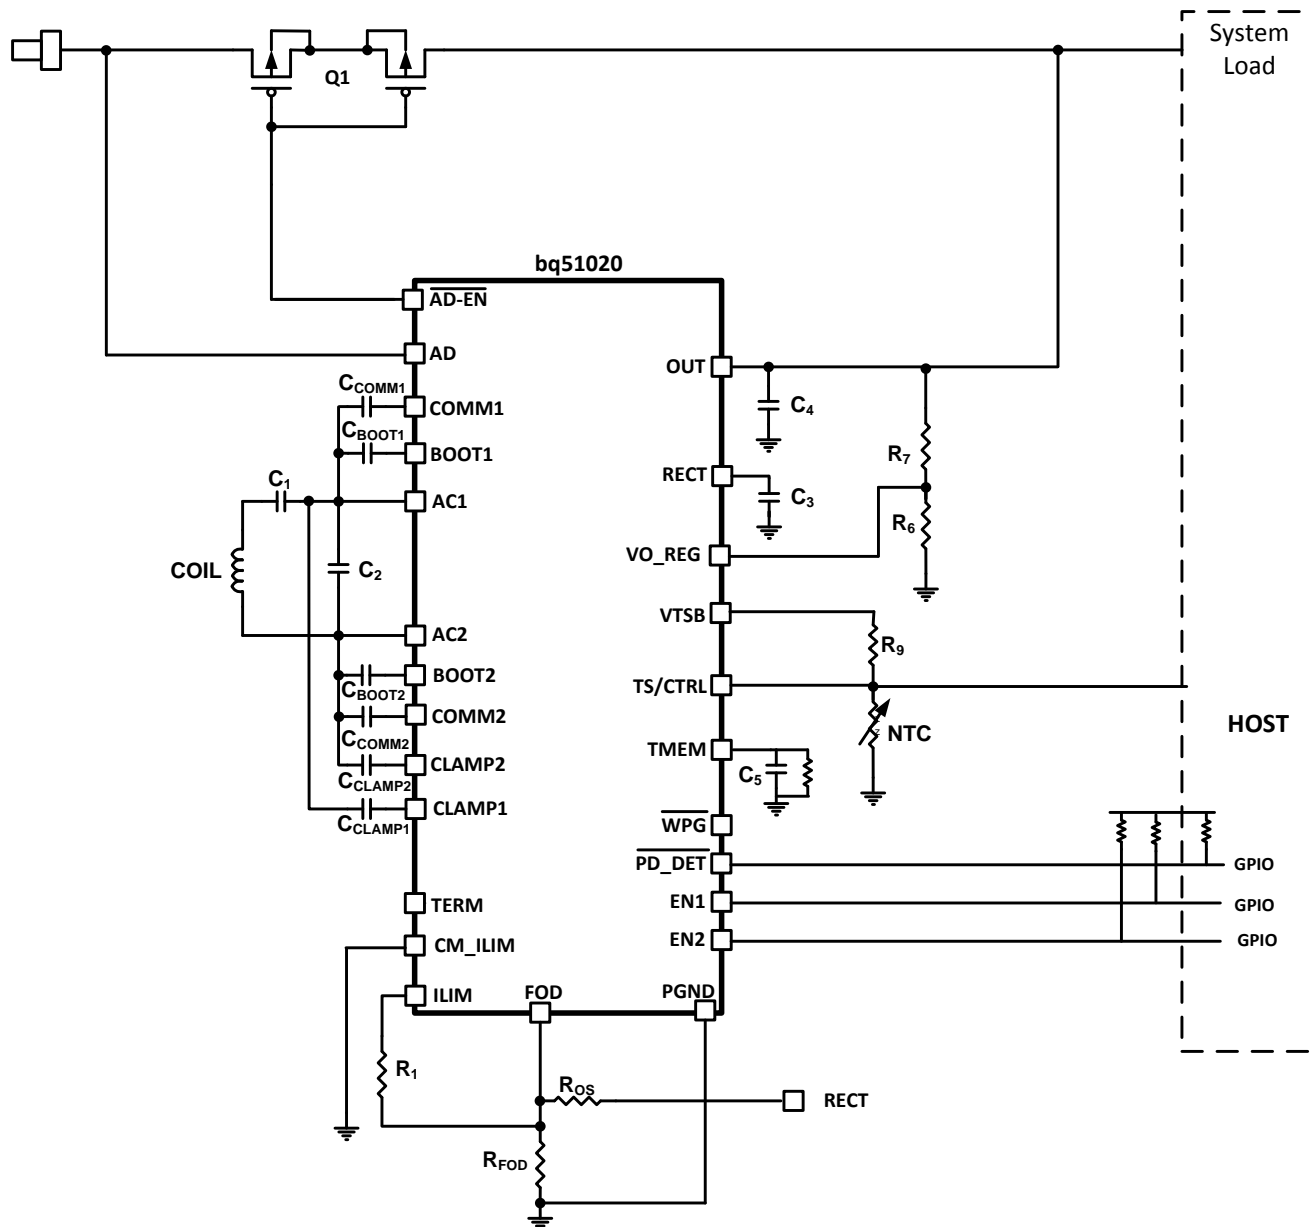 System
Load
Q1
bq51020
AD-EN
AD
OUT
CCOMM1
COMM1
C4
CBOOT1
BOOT1
R7
RECT
C1
AC1
C3
R6
VO_REG
COIL
C2
VTSB
AC2
R9
BOOT2
TS/CTRL
CBOOT2
COMM2
HOST
NTC
CCOMM2
TMEM
CLAMP2
C5
CCLAMP2
CLAMP1
WPG
CCLAMP1
PD_DET
GPIO
TERM
EN1
GPIO
EN2
GPIO
CM_ILIM
ILIM
FOD
PGND
R1
ROS
RECT
RFOD